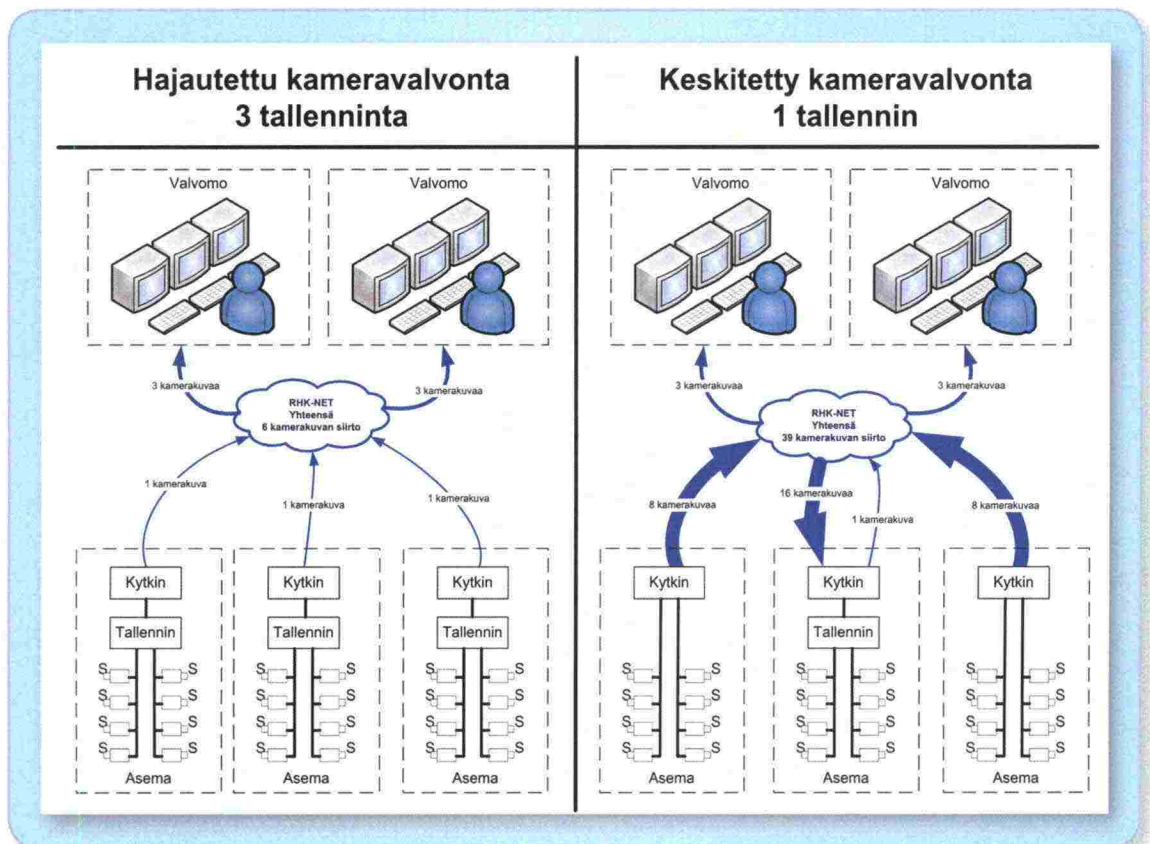 Hajautettu kameravalvonta
3 tallenninta
Valvomo
Valvomo
3 kamerakuvaa
3 kamerakuvaa
RHK-NET
Yhteensä
6 kamerakuvan siirto
1 kamerakuva
1 kamerakuva
1 kamerakuva
Kytkin
Kytkin
Kytkin
Tallennin
Tallennin
Tallennin
S S S S S S
S S S S S S
S S S S S S
S S S S S S
Asema
Asema
Asema
Keskitetty kameravalvonta
1 tallennin
Valvomo
Valvomo
3 kamerakuvaa
3 kamerakuvaa
RHK-NET
Yhteensä
39 kamerakuvan siirto
8 kamerakuvaa
16 kamerakuvaa
1 kamerakuva
8 kamerakuvaa
Kytkin
Kytkin
Kytkin
Tallennin
S S S S S S
S S S S S S
S S S S S S
S S S S S S
Asema
Asema
Asema